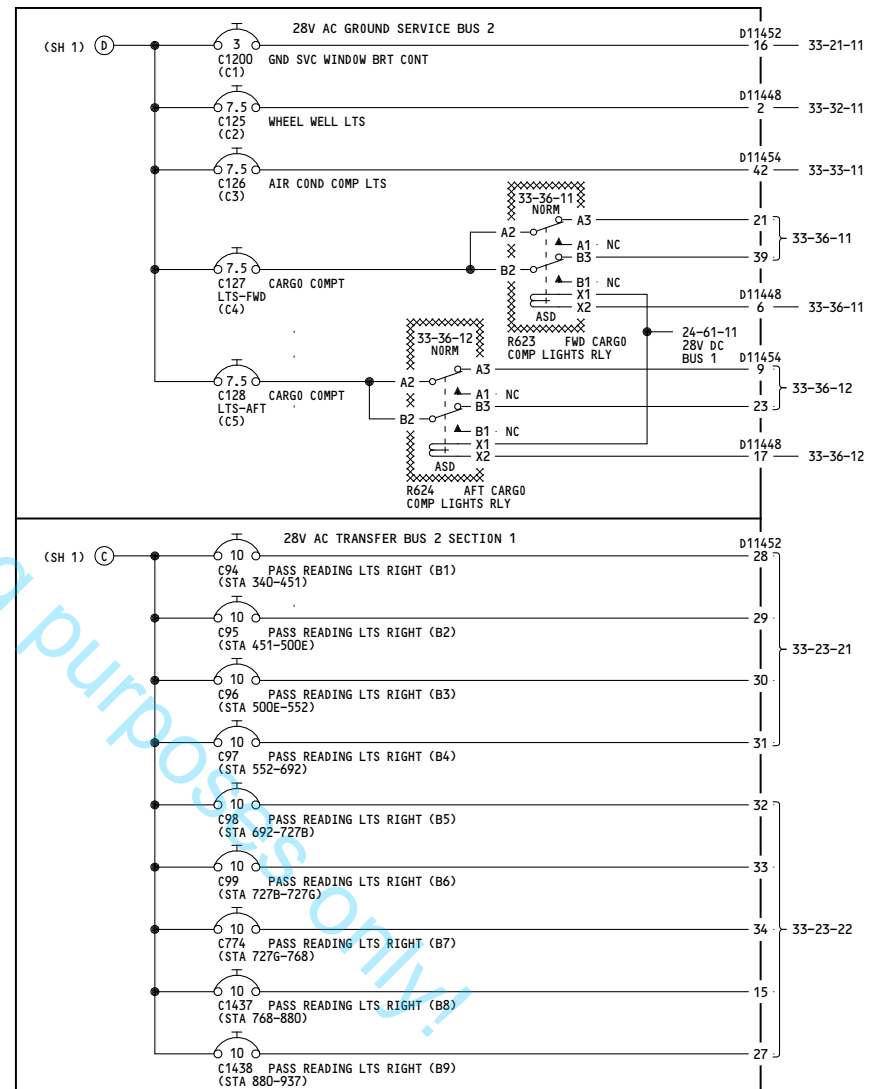 28V AC GROUND SERVICE BUS 2
(SH 1) D
3
C1200 GND SVC WINDOW BRT CONT
(C1)
D11452
16 33-21-11
7.5
C125 WHEEL WELL LTS
(C2)
D11448
2 33-32-11
7.5
C126 AIR COND COMP LTS
(C3)
D11454
42 33-33-11
33-36-11
NORM
A2 A3 21
A1 NC
33-36-11
B2 B3 39
B1 NC
7.5
C127 CARGO COMPT
LTS-FWD
(C4)
X1
X2
D11448
6 33-36-11
ASD
R623 FWD CARGO
COMP LIGHTS RLY
24-61-11
28V DC
BUS 1
33-36-12
NORM
D11454
A2 A3 9
A1 NC
33-36-12
B2 B3 23
B1 NC
7.5
C128 CARGO COMPT
LTS-AFT
(C5)
X1
X2
D11448
17 33-36-12
ASD
R624 AFT CARGO
COMP LIGHTS RLY
28V AC TRANSFER BUS 2 SECTION 1
(SH 1) C
D11452
10 28
C94 PASS READING LTS RIGHT (B1)
(STA 340-451)
10 29
C95 PASS READING LTS RIGHT (B2)
(STA 451-500E)
33-23-21
10 30
C96 PASS READING LTS RIGHT (B3)
(STA 500E-552)
10 31
C97 PASS READING LTS RIGHT (B4)
(STA 552-692)
10 32
C98 PASS READING LTS RIGHT (B5)
(STA 692-727B)
10 33
C99 PASS READING LTS RIGHT (B6)
(STA 727B-727G)
10 34 33-23-22
C774 PASS READING LTS RIGHT (B7)
(STA 727G-768)
10 15
C1437 PASS READING LTS RIGHT (B8)
(STA 768-880)
10 27
C1438 PASS READING LTS RIGHT (B9)
(STA 880-937)
g purposes only!